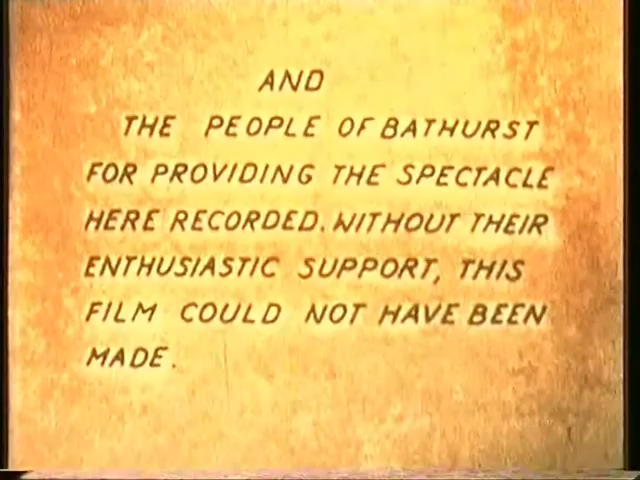 AND
THE PEOPLE OF BATHURST
FOR PROVIDING THE SPECTACLE
HERE RECORDED. WITHOUT THEIR
ENTHUSIASTIC SUPPORT, THIS
FILM COULD NOT HAVE BEEN
MADE.